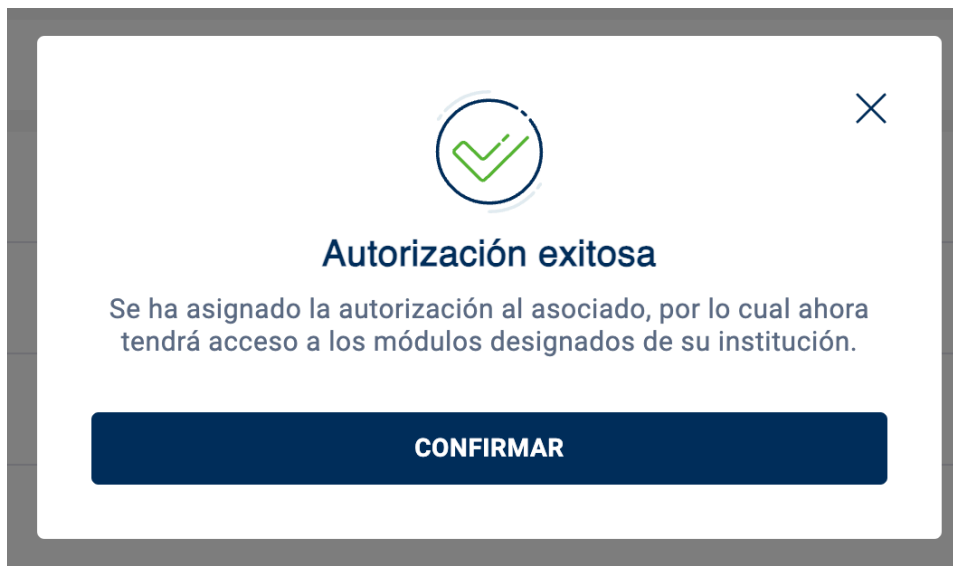 Autorización exitosa
Se ha asignado la autorización al asociado, por lo cual ahora
tendrá acceso a los módulos designados de su institución.
CONFIRMAR